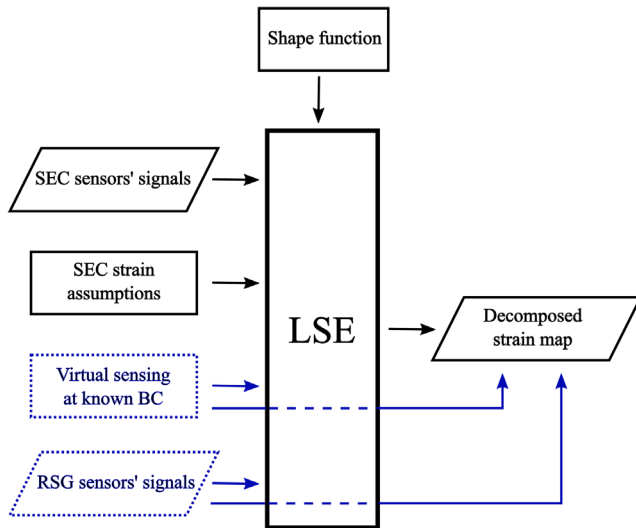 Shape function
SEC sensors' signals
SEC strain
assumptions
LSE
Decomposed
strain map
Virtual sensing
at known BC
RSG sensors' signals